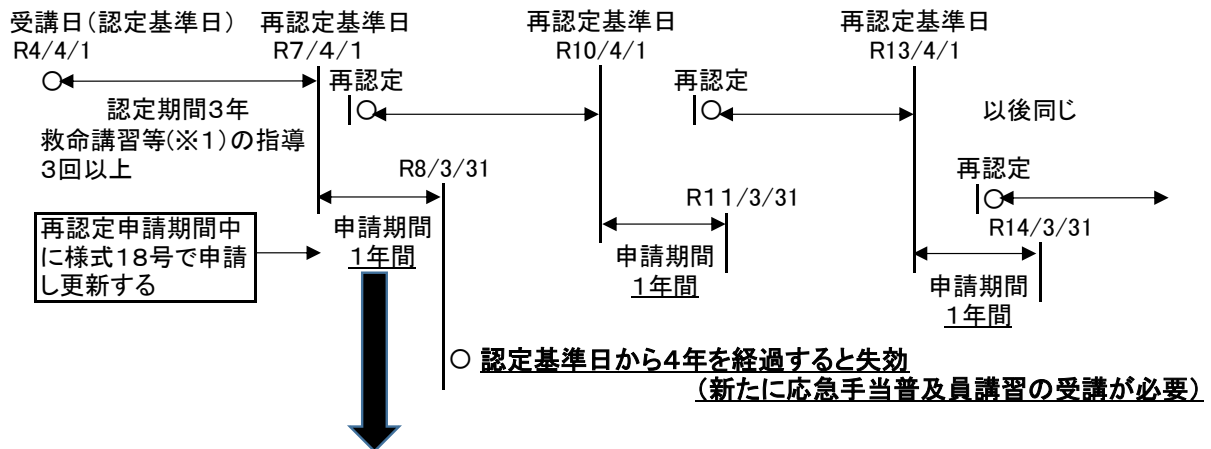 受講日(認定基準日)
R4/4/1
再認定基準日
R7/4/1
再認定基準日
R10/4/1
再認定基準日
R13/4/1
再認定
再認定
認定期間3年
救命講習等(※1)の指導
3回以上
以後同じ
再認定
R8/3/31
R11/3/31
R14/3/31
再認定申請期間中
に様式18号で申請
し更新する
申請期間
1年間
申請期間
1年間
申請期間
1年間
○ 認定基準日から4年を経過すると失効
(新たに応急手当普及員講習の受講が必要)